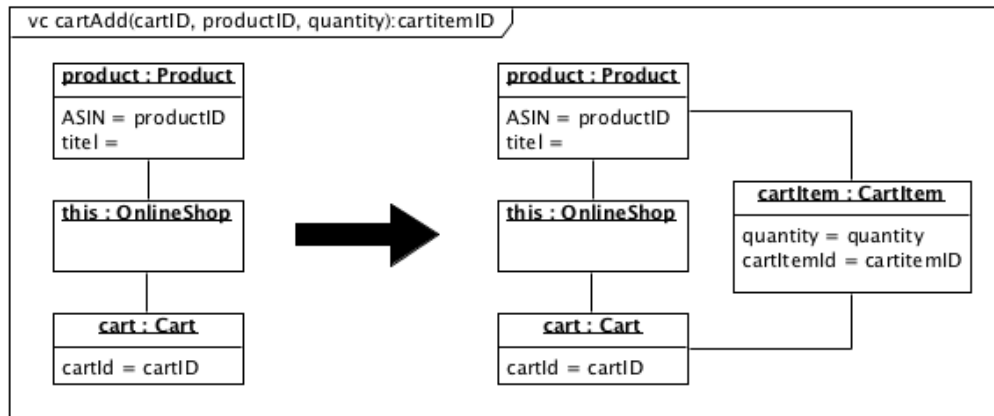 vc cartAdd(cartID, productID, quantity):cartitemID
product : Product
ASIN = productID
titel =
this : OnlineShop
cart : Cart
cartId = cartID
product : Product
ASIN = productID
titel =
this : OnlineShop
cart : Cart
cartId = cartID
cartItem : CartItem
quantity = quantity
cartItemId = cartitemID